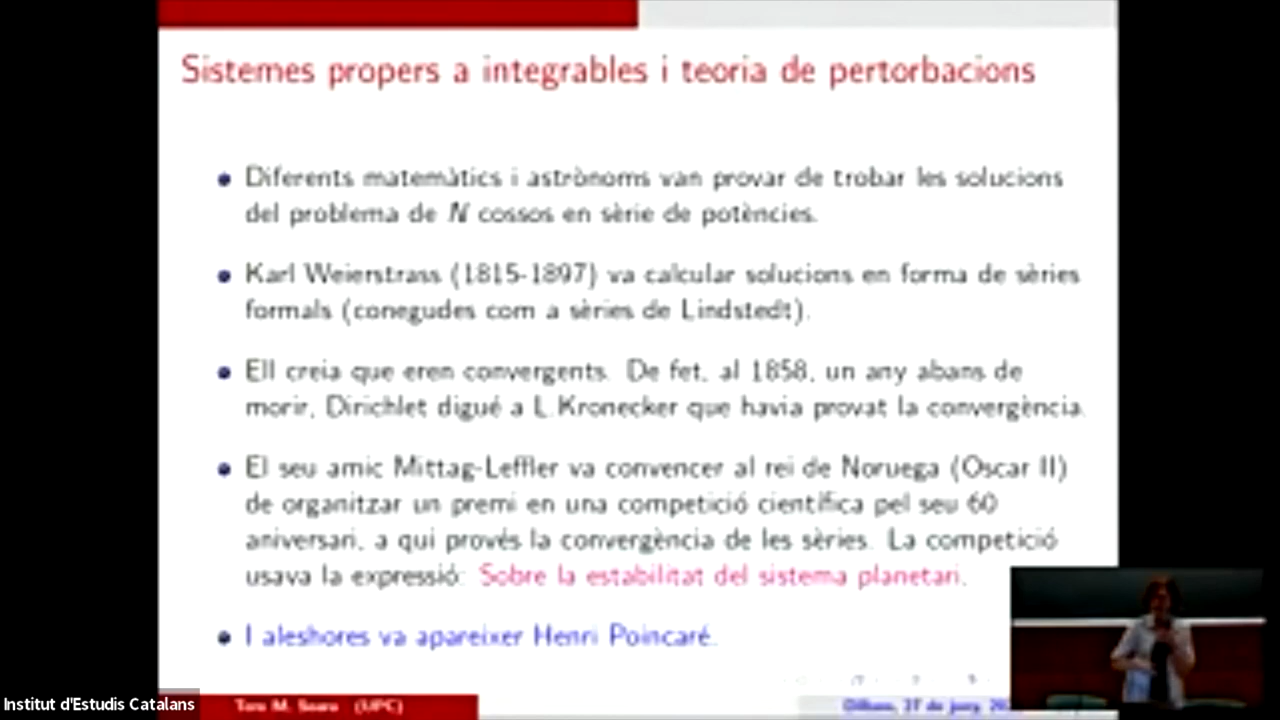 Sistemes propers a integrables i teoria de pertorbacions
Diferents matemàtics i astrònoms van provar de trobar les solucions
del problema de N cossos en sèrie de potències.
Karl Weierstrass (1815-1897) va calcular solucions en forma de sèries
formals (conegudes com a sèries de Lindstedt).
Ell creia que eren convergents. De fet, al 1858, un any abans de
morir, Dirichlet digué a L.Kronecker que havia provat la convergència.
El seu amic Mittag-Leffler va convencer al rei de Noruega (Oscar II)
de organitzar un premi en una competició científica pel seu 60
aniversari, a qui provés la convergència de les sèries. La competició
usava la expressió: Sobre la estabilitat del sistema planetari.
I aleshores va apareixer Henri Poincaré.
Institut d'Estudis Catalans
M. (UPC)
27 de juny,